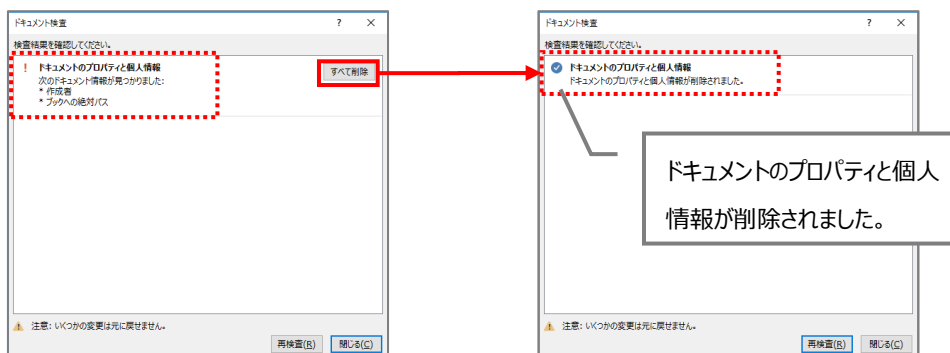 ドキュメント検査
? ×
検査結果を確認してください。
! ドキュメントのプロパティと個人情報
すべて削除
次のドキュメント情報が見つかりました:
* 作成者
* ブックへの絶対パス
注意: いくつかの変更は元に戻せません。
再検査(R) 閉じる(C)
ドキュメント検査
? ×
検査結果を確認してください。
ドキュメントのプロパティと個人情報
ドキュメントのプロパティと個人情報が削除されました。
ドキュメントのプロパティと個人
情報が削除されました。
注意: いくつかの変更は元に戻せません。
再検査(R) 閉じる(C)